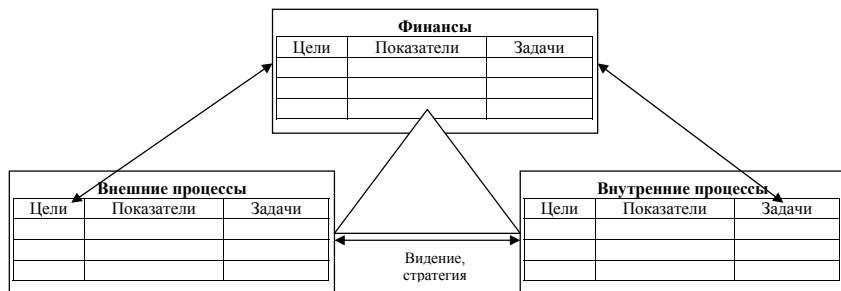 Финансы
Цели Показатели Задачи
Внешние процессы
Цели Показатели Задачи
Внутренние процессы
Цели Показатели Задачи
Видение,
стратегия